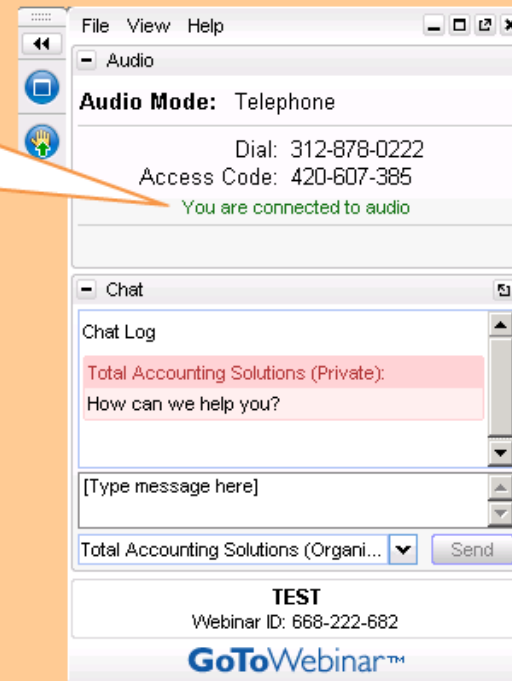 File View Help
Audio
Audio Mode: Telephone
Dial: 312-878-0222
Access Code: 420-607-385
You are connected to audio
Chat
Chat Log
Total Accounting Solutions (Private):
How can we help you?
[Type message here]
Total Accounting Solutions (Organi... Send
TEST
Webinar ID: 668-222-682
GoToWebinar™